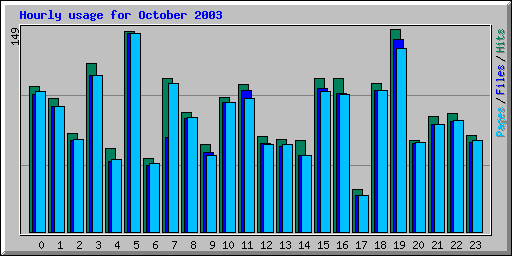 Hourly usage for October 2003
149
Pages/Files/Hits
0 1 2 3 4 5 6 7 8 9 10 11 12 13 14 15 16 17 18 19 20 21 22 23